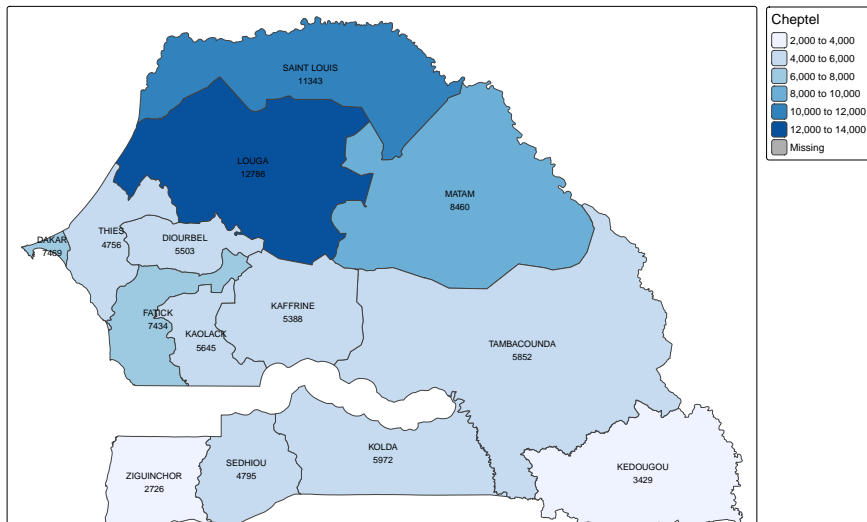 Cheptel
2,000 to 4,000
4,000 to 6,000
6,000 to 8,000
8,000 to 10,000
10,000 to 12,000
12,000 to 14,000
Missing
SAINT LOUIS
11343
LOUGA
12786
MATAM
8460
DAKAR
7469
THIES
4756
DIOURBEL
5503
FATICK
7434
KAOLACK
5645
KAFFRINE
5388
TAMBACOUNDA
5852
ZIGUINCHOR
2726
SEDHIOU
4795
KOLDA
5972
KEDOUGOU
3429